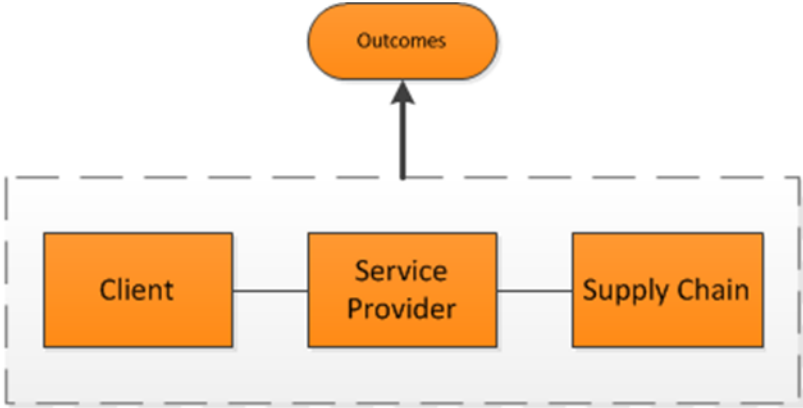 Outcomes
Client
Service
Provider
Supply Chain